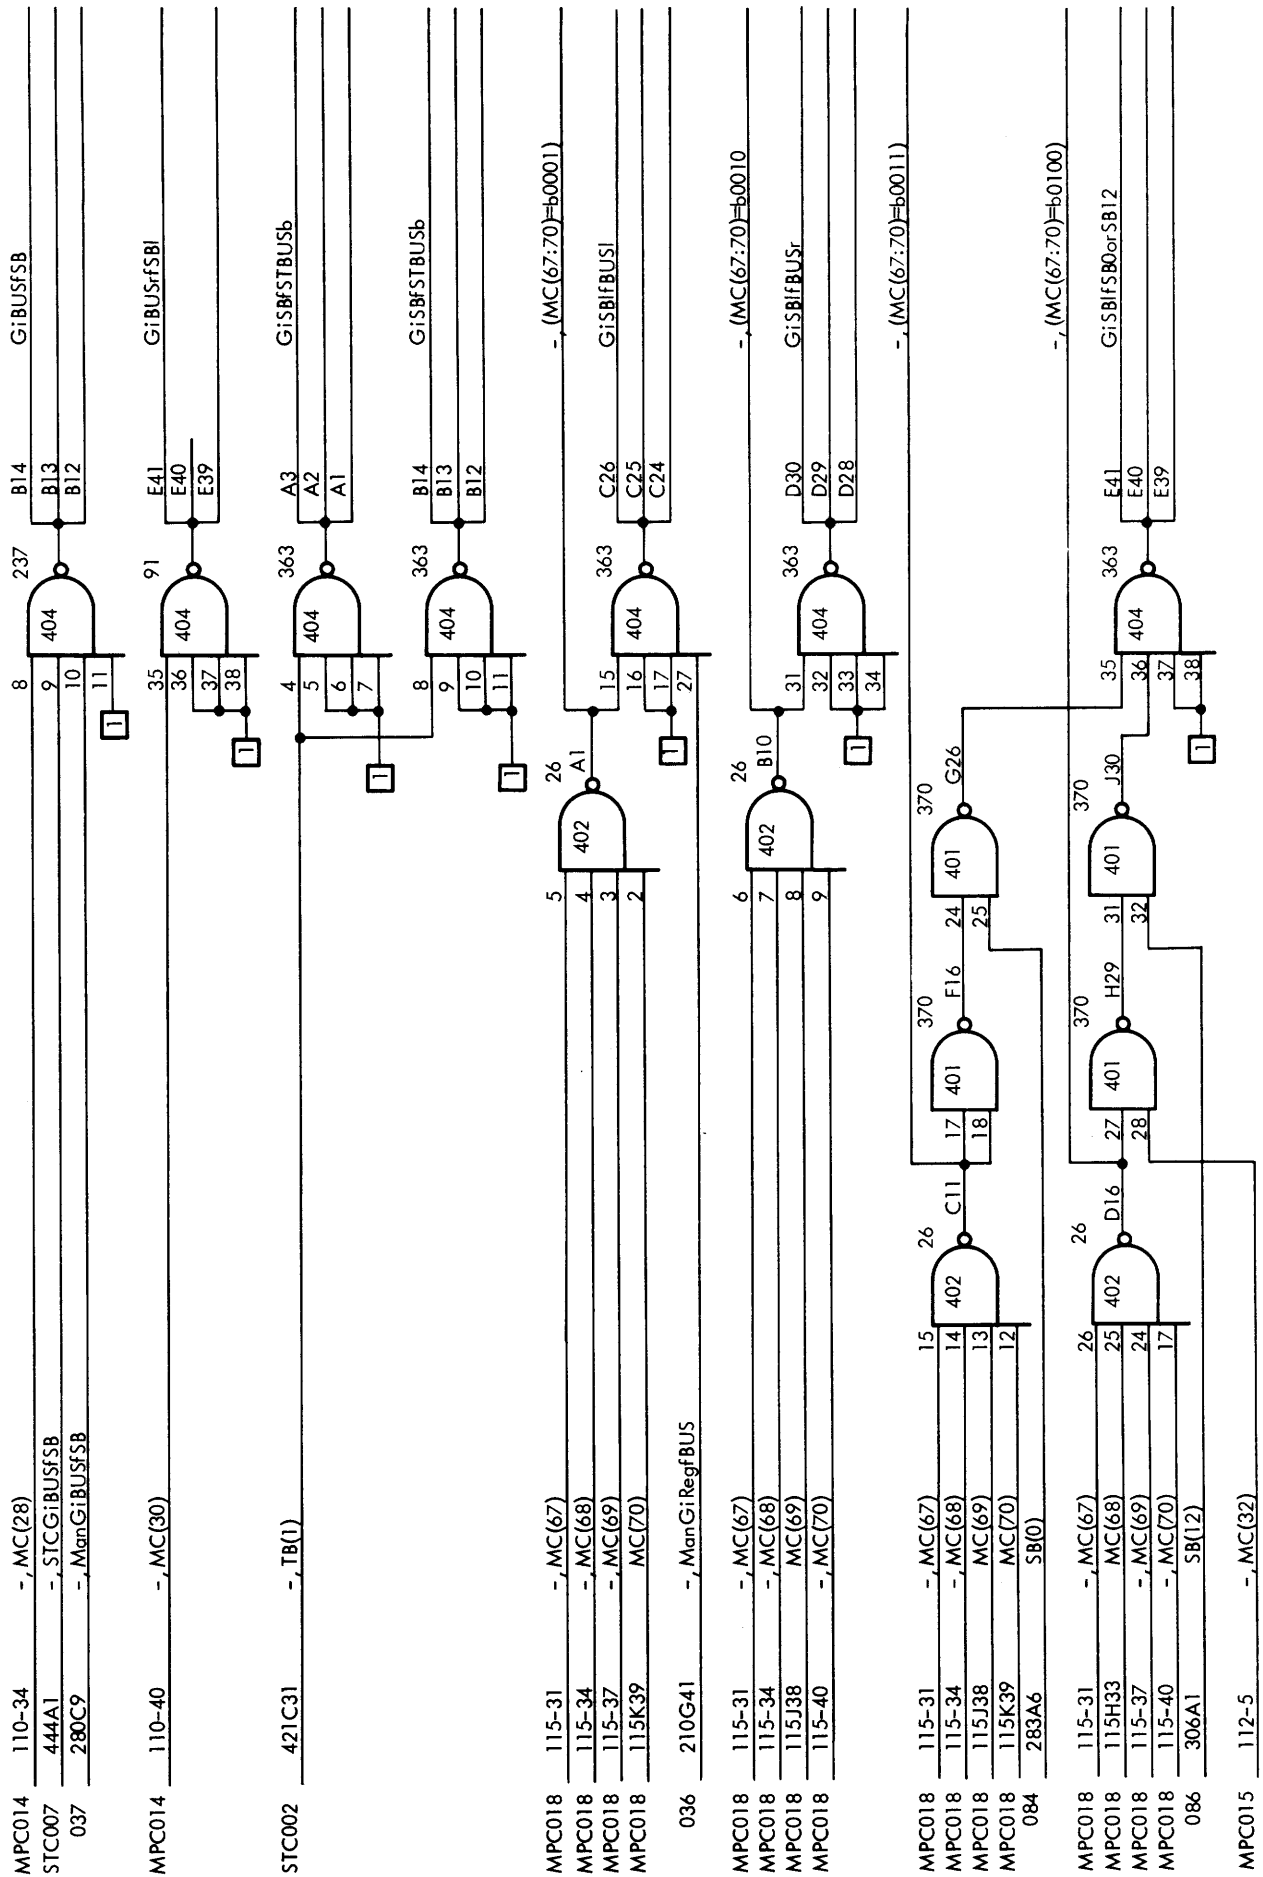 MPC014 110-34 -,MC(28) 8 237 B14 GiBUSfSB
STC007 444A1 -,STCGiBUSfSB 9 404 B13
037 280C9 -,ManGiBUSfSB 10 B12
11
1
MPC014 110-40 -,MC(30) 35 91 E41 GiBUSrfSBl
36 404 E40
37 E39
38
1
STC002 421C31 -,TB(1) 4 363 A3 GiSBfSTBUSb
5 404 A2
6 A1
7
1
8 363 B14 GiSBfSTBUSb
9 404 B13
10 B12
11
1
-,(MC(67:70)=b0001)
MPC018 115-31 -,MC(67) 5 26 A1 15 363 C26 GiSBlfBUSl
MPC018 115-34 -,MC(68) 4 402 16 404 C25
MPC018 115-37 -,MC(69) 3 17 C24
MPC018 115K39 MC(70) 2 27
1
036 210G41 -,ManGiRegfBUS
-,(MC(67:70)=b0010
MPC018 115-31 -,MC(67) 6 26 B10 31 363 D30 GiSBlfBUSr
MPC018 115-34 -,MC(68) 7 402 32 404 D29
MPC018 115J38 MC(69) 8 33 D28
MPC018 115-40 -,MC(70) 9 34
1
-,(MC(67:70)=b0011)
MPC018 115-31 -,MC(67) 15 26 C11 17 370 F16 24 370 G26
MPC018 115-34 -,MC(68) 14 402 18 401 25 401
MPC018 115J38 MC(69) 13
MPC018 115K39 MC(70) 12
084 283A6 SB(0)
-,(MC(67:70)=b0100)
MPC018 115-31 -,MC(67) 26 26 D16 27 370 H29 31 370 J30 35 363 E41 GiSBlfSB0orSB12
MPC018 115H33 MC(68) 25 402 28 401 32 401 36 404 E40
MPC018 115-37 -,MC(69) 24 37 E39
MPC018 115-40 -,MC(70) 17 38
1
086 306A1 SB(12)
MPC015 112-5 -,MC(32)